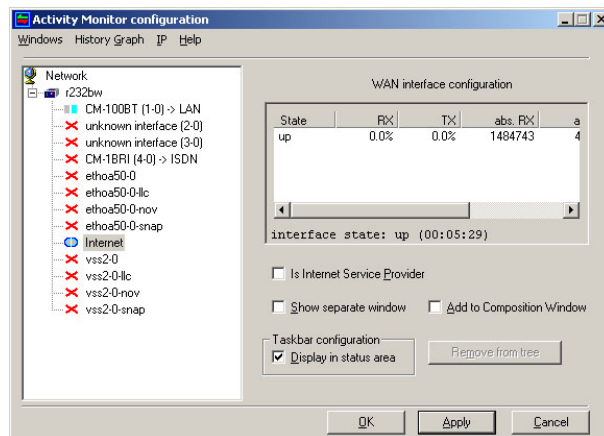 Activity Monitor configuration
Windows History Graph IP Help
Network
r232bw
CM-100BT (1-0) -> LAN
unknown interface (2-0)
unknown interface (3-0)
CM-1BRI (4-0) -> ISDN
ethoa50-0
ethoa50-0-llc
ethoa50-0-nov
ethoa50-0-snap
Internet
vss2-0
vss2-0-llc
vss2-0-nov
vss2-0-snap
WAN interface configuration
State RX TX abs. RX a
up 0.0% 0.0% 1484743 4
interface state: up (00:05:29)
Is Internet Service Provider
Show separate window Add to Composition Window
Taskbar configuration
Display in status area Remove from tree
OK Apply Cancel